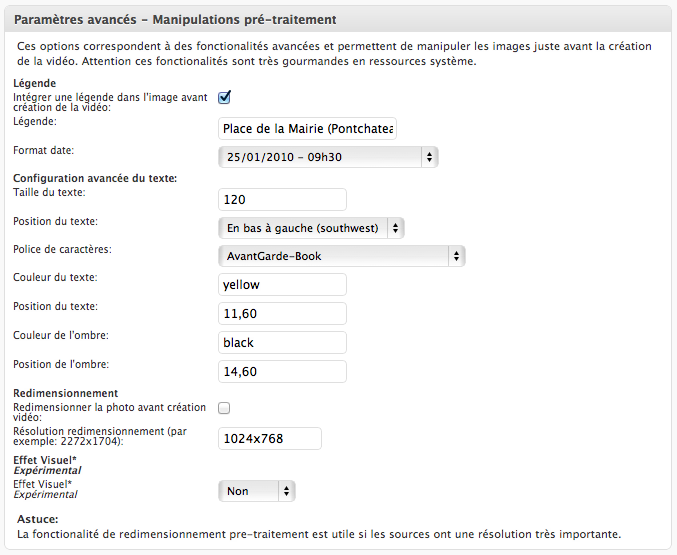 Paramètres avancés - Manipulations pré-traitement
Ces options correspondent à des fonctionalités avancées et permettent de manipuler les images juste avant la création
de la vidéo. Attention ces fonctionalités sont très gourmandes en ressources système.
Légende
Intégrer une légende dans l'image avant
création de la vidéo:
Légende: Place de la Mairie (Pontchatea
Format date: 25/01/2010 - 09h30
Configuration avancée du texte:
Taille du texte: 120
Position du texte: En bas à gauche (southwest)
Police de caractères: AvantGarde-Book
Couleur du texte: yellow
Position du texte: 11,60
Couleur de l'ombre: black
Position de l'ombre: 14,60
Redimensionnement
Redimensionner la photo avant création
vidéo:
Résolution redimensionnement (par
exemple: 2272x1704): 1024x768
Effet Visuel*
Expérimental
Effet Visuel* Non
Expérimental
Astuce:
La fonctionalité de redimensionnement pre-traitement est utile si les sources ont une résolution très importante.